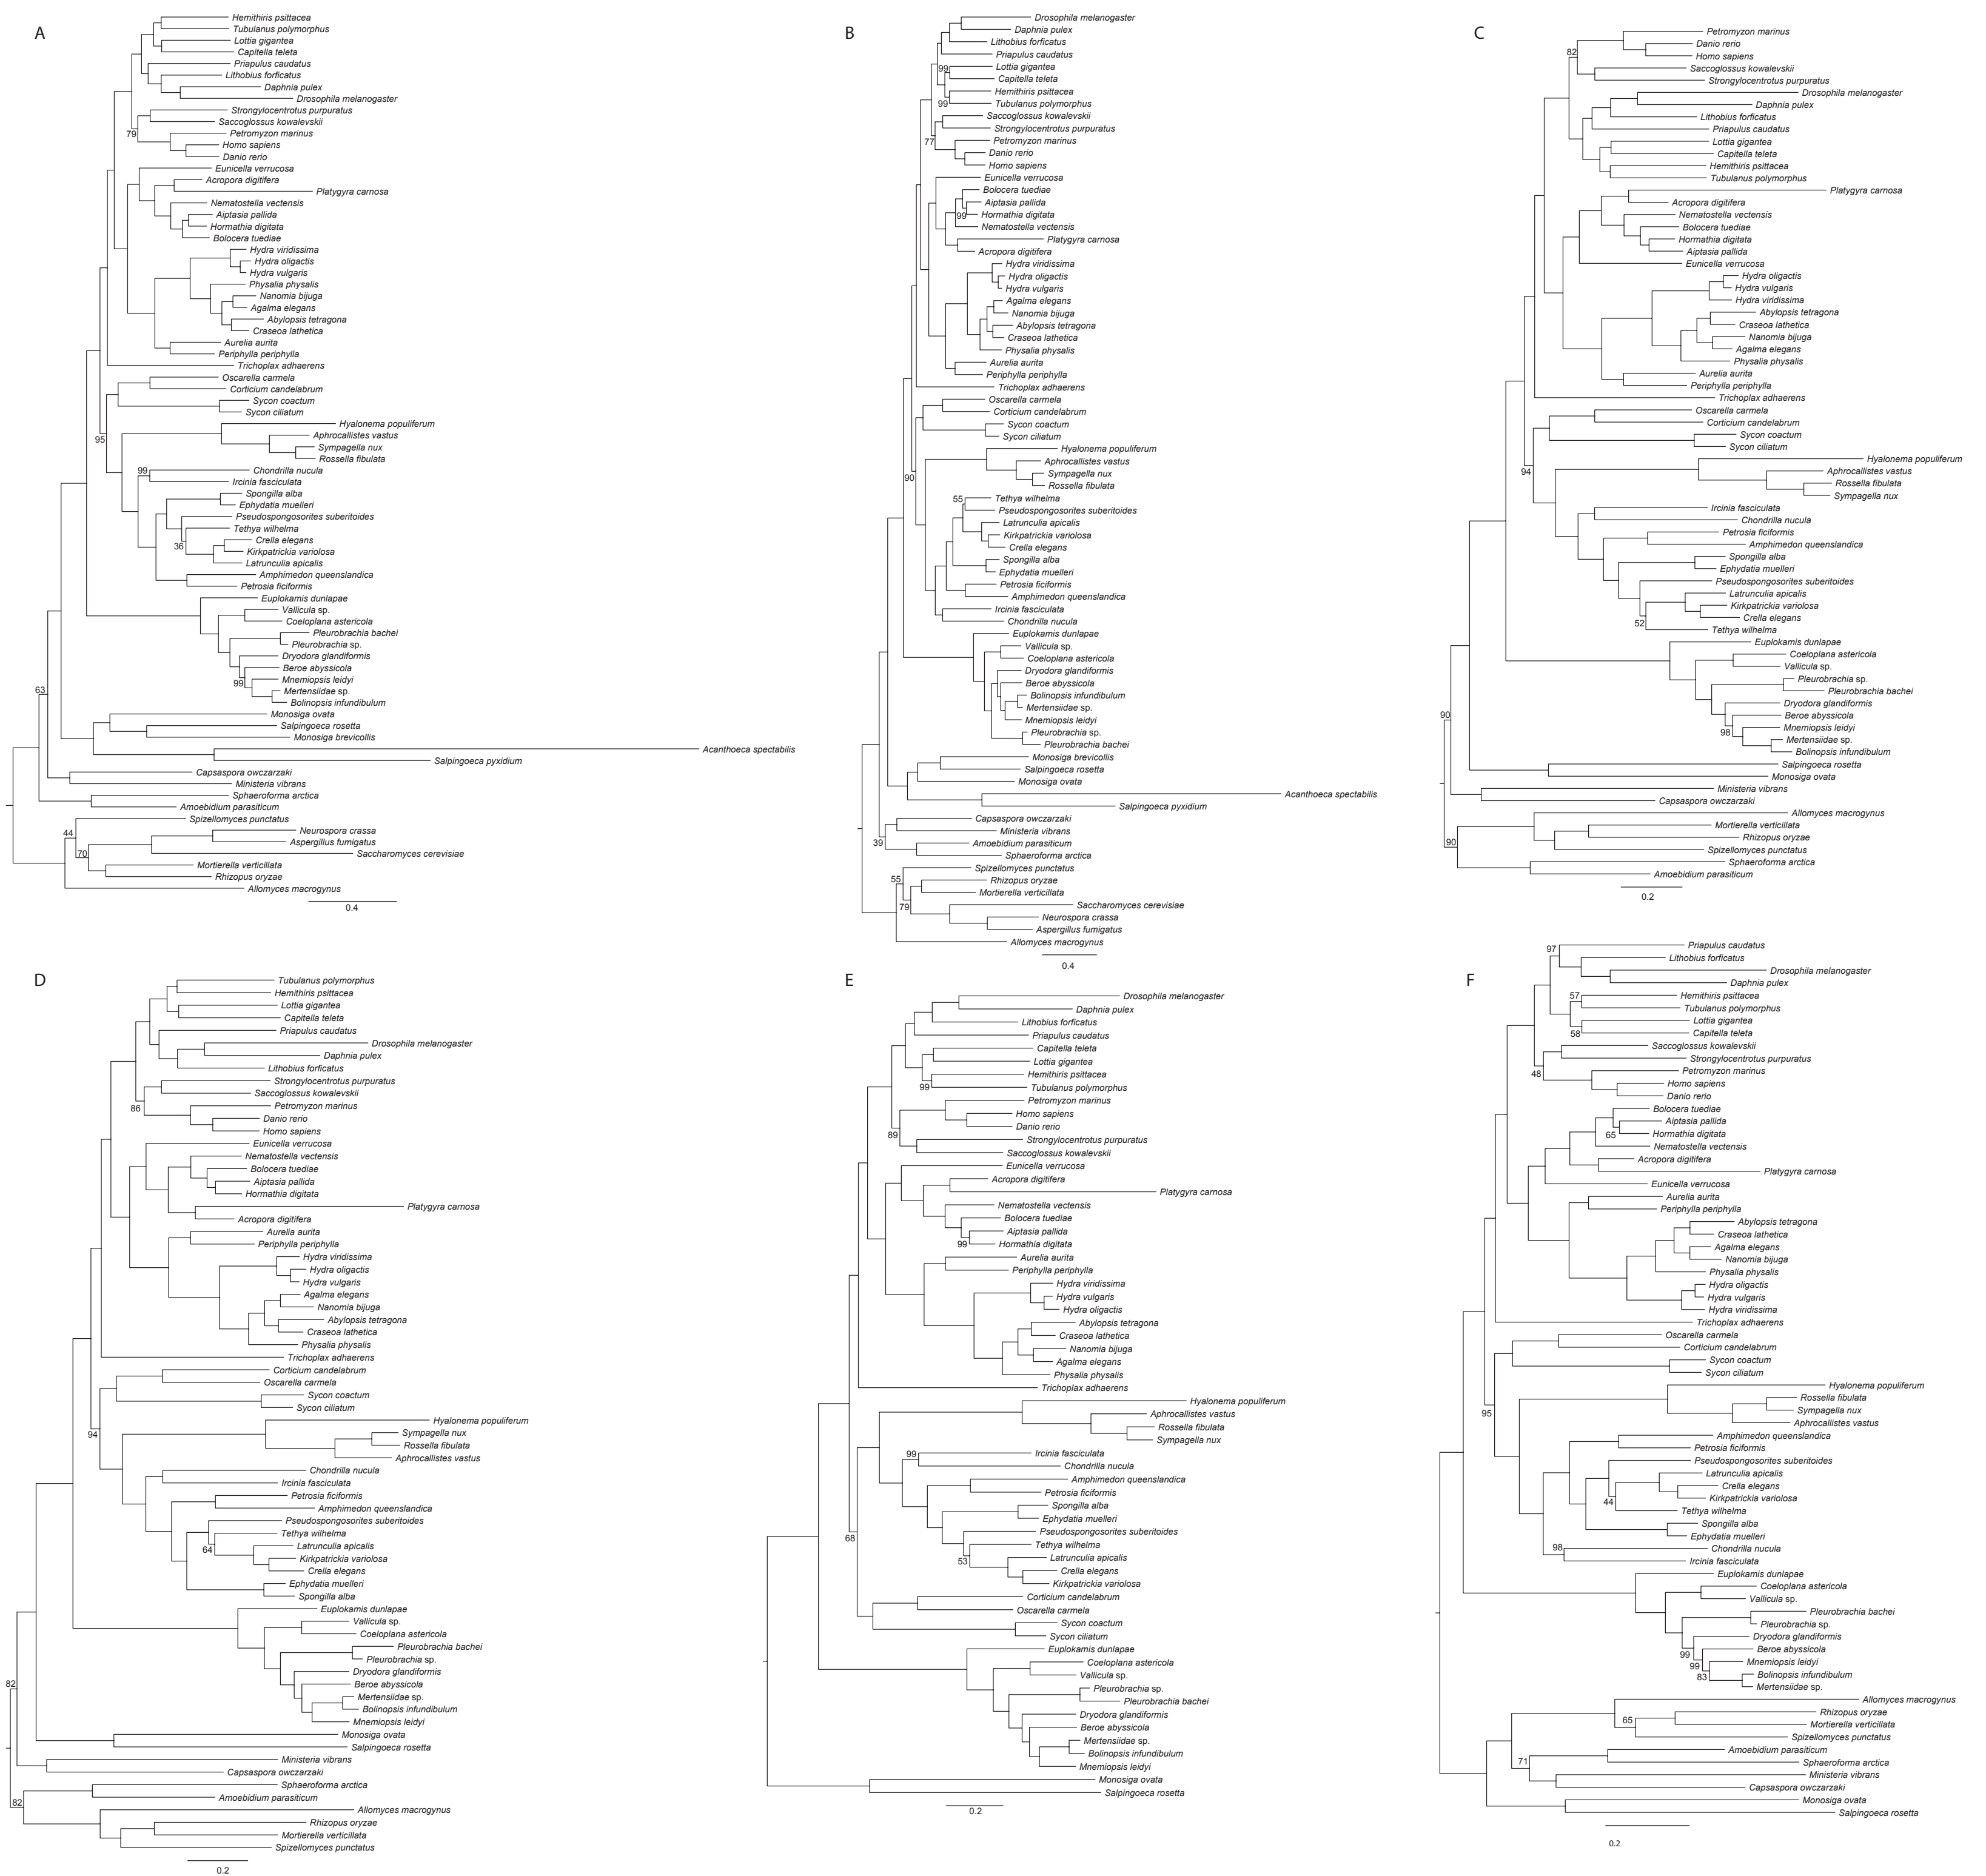 A
Hemithiris psittacea
Tubulanus polymorphus
Lottia gigantea
Capitella teleta
Priapulus caudatus
Lithobius forficatus
Daphnia pulex
Drosophila melanogaster
Strongylocentrotus purpuratus
Saccoglossus kowalevskii
79
Petromyzon marinus
Homo sapiens
Danio rerio
Eunicella verrucosa
Acropora digitifera
Platygyra carnosa
Nematostella vectensis
Aiptasia pallida
Hormathia digitata
Bolocera tuediae
Hydra viridissima
Hydra oligactis
Hydra vulgaris
Physalia physalis
Nanomia bijuga
Agalma elegans
Abylopsis tetragona
Craseoa lathetica
Aurelia aurita
Periphylla periphylla
Trichoplax adhaerens
Oscarella carmela
Corticium candelabrum
Sycon coactum
Sycon ciliatum
Hyalonema populiferum
Aphrocallistes vastus
95
Sympagella nux
Rossella fibulata
99
Chondrilla nucula
Ircinia fasciculata
Spongilla alba
Ephydatia muelleri
Pseudospongosorites suberitoides
Tethya wilhelma
Crella elegans
36
Kirkpatrickia variolosa
Latrunculia apicalis
Amphimedon queenslandica
Petrosia ficiformis
Euplokamis dunlapae
Vallicula sp.
Coeloplana astericola
Pleurobrachia bachei
Pleurobrachia sp.
Dryodora glandiformis
Beroe abyssicola
Mnemiopsis leidyi
99
Mertensiidae sp.
63
Bolinopsis infundibulum
Monosiga ovata
Salpingoeca rosetta
Monosiga brevicollis
Acanthoeca spectabilis
Salpingoeca pyxidium
Capsaspora owczarzaki
Ministeria vibrans
Sphaeroforma arctica
Amoebidium parasiticum
Spizellomyces punctatus
44
Neurospora crassa
Aspergillus fumigatus
70
Saccharomyces cerevisiae
Mortierella verticillata
Rhizopus oryzae
Allomyces macrogynus
0.4
B
Drosophila melanogaster
Daphnia pulex
Lithobius forficatus
Priapulus caudatus
99
Lottia gigantea
Capitella teleta
Hemithiris psittacea
99
Tubulanus polymorphus
Saccoglossus kowalevskii
Strongylocentrotus purpuratus
77
Petromyzon marinus
Danio rerio
Homo sapiens
Eunicella verrucosa
Bolocera tuediae
Aiptasia pallida
99
Hormathia digitata
Nematostella vectensis
Platygyra carnosa
Acropora digitifera
Hydra viridissima
Hydra oligactis
Hydra vulgaris
Agalma elegans
Nanomia bijuga
Abylopsis tetragona
Craseoa lathetica
Physalia physalis
Aurelia aurita
Periphylla periphylla
Trichoplax adhaerens
Oscarella carmela
Corticium candelabrum
Sycon coactum
Sycon ciliatum
Hyalonema populiferum
Aphrocallistes vastus
90
Sympagella nux
Rossella fibulata
55
Tethya wilhelma
Pseudospongosorites suberitoides
Latrunculia apicalis
Kirkpatrickia variolosa
Crella elegans
Spongilla alba
Ephydatia muelleri
Petrosia ficiformis
Amphimedon queenslandica
Ircinia fasciculata
Chondrilla nucula
Euplokamis dunlapae
Vallicula sp.
Coeloplana astericola
Dryodora glandiformis
Beroe abyssicola
Bolinopsis infundibulum
Mertensiidae sp.
Mnemiopsis leidyi
Pleurobrachia sp.
Pleurobrachia bachei
Monosiga brevicollis
Salpingoeca rosetta
Monosiga ovata
Acanthoeca spectabilis
Salpingoeca pyxidium
Capsaspora owczarzaki
Ministeria vibrans
39
Amoebidium parasiticum
Sphaeroforma arctica
Spizellomyces punctatus
55
Rhizopus oryzae
Mortierella verticillata
79
Saccharomyces cerevisiae
Neurospora crassa
Aspergillus fumigatus
Allomyces macrogynus
0.4
C
Petromyzon marinus
Danio rerio
82
Homo sapiens
Saccoglossus kowalevskii
Strongylocentrotus purpuratus
Drosophila melanogaster
Daphnia pulex
Lithobius forficatus
Priapulus caudatus
Lottia gigantea
Capitella teleta
Hemithiris psittacea
Tubulanus polymorphus
Platygyra carnosa
Acropora digitifera
Nematostella vectensis
Bolocera tuediae
Hormathia digitata
Aiptasia pallida
Eunicella verrucosa
Hydra oligactis
Hydra vulgaris
Hydra viridissima
Abylopsis tetragona
Craseoa lathetica
Nanomia bijuga
Agalma elegans
Physalia physalis
Aurelia aurita
Periphylla periphylla
Trichoplax adhaerens
Oscarella carmela
Corticium candelabrum
Sycon coactum
Sycon ciliatum
Hyalonema populiferum
94
Aphrocallistes vastus
Rossella fibulata
Sympagella nux
Ircinia fasciculata
Chondrilla nucula
Petrosia ficiformis
Amphimedon queenslandica
Spongilla alba
Ephydatia muelleri
Pseudospongosorites suberitoides
Latrunculia apicalis
Kirkpatrickia variolosa
Crella elegans
52
Tethya wilhelma
Euplokamis dunlapae
Coeloplana astericola
Vallicula sp.
Pleurobrachia sp.
Pleurobrachia bachei
Dryodora glandiformis
90
Beroe abyssicola
Mnemiopsis leidyi
98
Mertensiidae sp.
Bolinopsis infundibulum
Salpingoeca rosetta
Monosiga ovata
Ministeria vibrans
Capsaspora owczarzaki
Allomyces macrogynus
Mortierella verticillata
Rhizopus oryzae
90
Spizellomyces punctatus
Sphaeroforma arctica
Amoebidium parasiticum
0.2
D
Tubulanus polymorphus
Hemithiris psittacea
Lottia gigantea
Capitella teleta
Priapulus caudatus
Drosophila melanogaster
Daphnia pulex
Lithobius forficatus
Strongylocentrotus purpuratus
Saccoglossus kowalevskii
86
Petromyzon marinus
Danio rerio
Homo sapiens
Eunicella verrucosa
Nematostella vectensis
Bolocera tuediae
Aiptasia pallida
Hormathia digitata
Platygyra carnosa
Acropora digitifera
Aurelia aurita
Periphylla periphylla
Hydra viridissima
Hydra oligactis
Hydra vulgaris
Agalma elegans
Nanomia bijuga
Abylopsis tetragona
Craseoa lathetica
Physalia physalis
Trichoplax adhaerens
Corticium candelabrum
Oscarella carmela
Sycon coactum
Sycon ciliatum
Hyalonema populiferum
94
Sympagella nux
Rossella fibulata
Aphrocallistes vastus
Chondrilla nucula
Ircinia fasciculata
Petrosia ficiformis
Amphimedon queenslandica
Pseudospongosorites suberitoides
Tethya wilhelma
64
Latrunculia apicalis
Kirkpatrickia variolosa
Crella elegans
Ephydatia muelleri
Spongilla alba
Euplokamis dunlapae
Vallicula sp.
Coeloplana astericola
Pleurobrachia bachei
Pleurobrachia sp.
Dryodora glandiformis
82
Beroe abyssicola
Mertensiidae sp.
Bolinopsis infundibulum
Mnemiopsis leidyi
Monosiga ovata
Salpingoeca rosetta
Ministeria vibrans
Capsaspora owczarzaki
Sphaeroforma arctica
82
Amoebidium parasiticum
Allomyces macrogynus
Rhizopus oryzae
Mortierella verticillata
Spizellomyces punctatus
0.2
E
Drosophila melanogaster
Daphnia pulex
Lithobius forficatus
Priapulus caudatus
Capitella teleta
Lottia gigantea
Hemithiris psittacea
99
Tubulanus polymorphus
Petromyzon marinus
Homo sapiens
Danio rerio
89
Strongylocentrotus purpuratus
Saccoglossus kowalevskii
Eunicella verrucosa
Acropora digitifera
Platygyra carnosa
Nematostella vectensis
Bolocera tuediae
Aiptasia pallida
99
Hormathia digitata
Aurelia aurita
Periphylla periphylla
Hydra viridissima
Hydra vulgaris
Hydra oligactis
Abylopsis tetragona
Craseoa lathetica
Nanomia bijuga
Agalma elegans
Physalia physalis
Trichoplax adhaerens
Hyalonema populiferum
Aphrocallistes vastus
Rossella fibulata
Sympagella nux
99
Ircinia fasciculata
Chondrilla nucula
Amphimedon queenslandica
Petrosia ficiformis
Spongilla alba
Ephydatia muelleri
68
Pseudospongosorites suberitoides
Tethya wilhelma
53
Latrunculia apicalis
Crella elegans
Kirkpatrickia variolosa
Corticium candelabrum
Oscarella carmela
Sycon coactum
Sycon ciliatum
Euplokamis dunlapae
Coeloplana astericola
Vallicula sp.
Pleurobrachia sp.
Pleurobrachia bachei
Dryodora glandiformis
Beroe abyssicola
Mertensiidae sp.
Bolinopsis infundibulum
Mnemiopsis leidyi
Monosiga ovata
Salpingoeca rosetta
0.2
F
97
Priapulus caudatus
Lithobius forficatus
Drosophila melanogaster
Daphnia pulex
57
Hemithiris psittacea
Tubulanus polymorphus
Lottia gigantea
58
Capitella teleta
Saccoglossus kowalevskii
Strongylocentrotus purpuratus
48
Petromyzon marinus
Homo sapiens
Danio rerio
Bolocera tuediae
Aiptasia pallida
65
Hormathia digitata
Nematostella vectensis
Acropora digitifera
Platygyra carnosa
Eunicella verrucosa
Aurelia aurita
Periphylla periphylla
Abylopsis tetragona
Craseoa lathetica
Agalma elegans
Nanomia bijuga
Physalia physalis
Hydra oligactis
Hydra vulgaris
Hydra viridissima
Trichoplax adhaerens
Oscarella carmela
Corticium candelabrum
Sycon coactum
Sycon ciliatum
Hyalonema populiferum
Rossella fibulata
95
Sympagella nux
Aphrocallistes vastus
Amphimedon queenslandica
Petrosia ficiformis
Pseudospongosorites suberitoides
Latrunculia apicalis
Crella elegans
44
Kirkpatrickia variolosa
Tethya wilhelma
Spongilla alba
Ephydatia muelleri
98
Chondrilla nucula
Ircinia fasciculata
Euplokamis dunlapae
Coeloplana astericola
Vallicula sp.
Pleurobrachia bachei
Pleurobrachia sp.
Dryodora glandiformis
99
Beroe abyssicola
99
Mnemiopsis leidyi
83
Bolinopsis infundibulum
Mertensiidae sp.
Allomyces macrogynus
Rhizopus oryzae
65
Mortierella verticillata
Spizellomyces punctatus
Amoebidium parasiticum
71
Sphaeroforma arctica
Ministeria vibrans
Capsaspora owczarzaki
Monosiga ovata
Salpingoeca rosetta
0.2